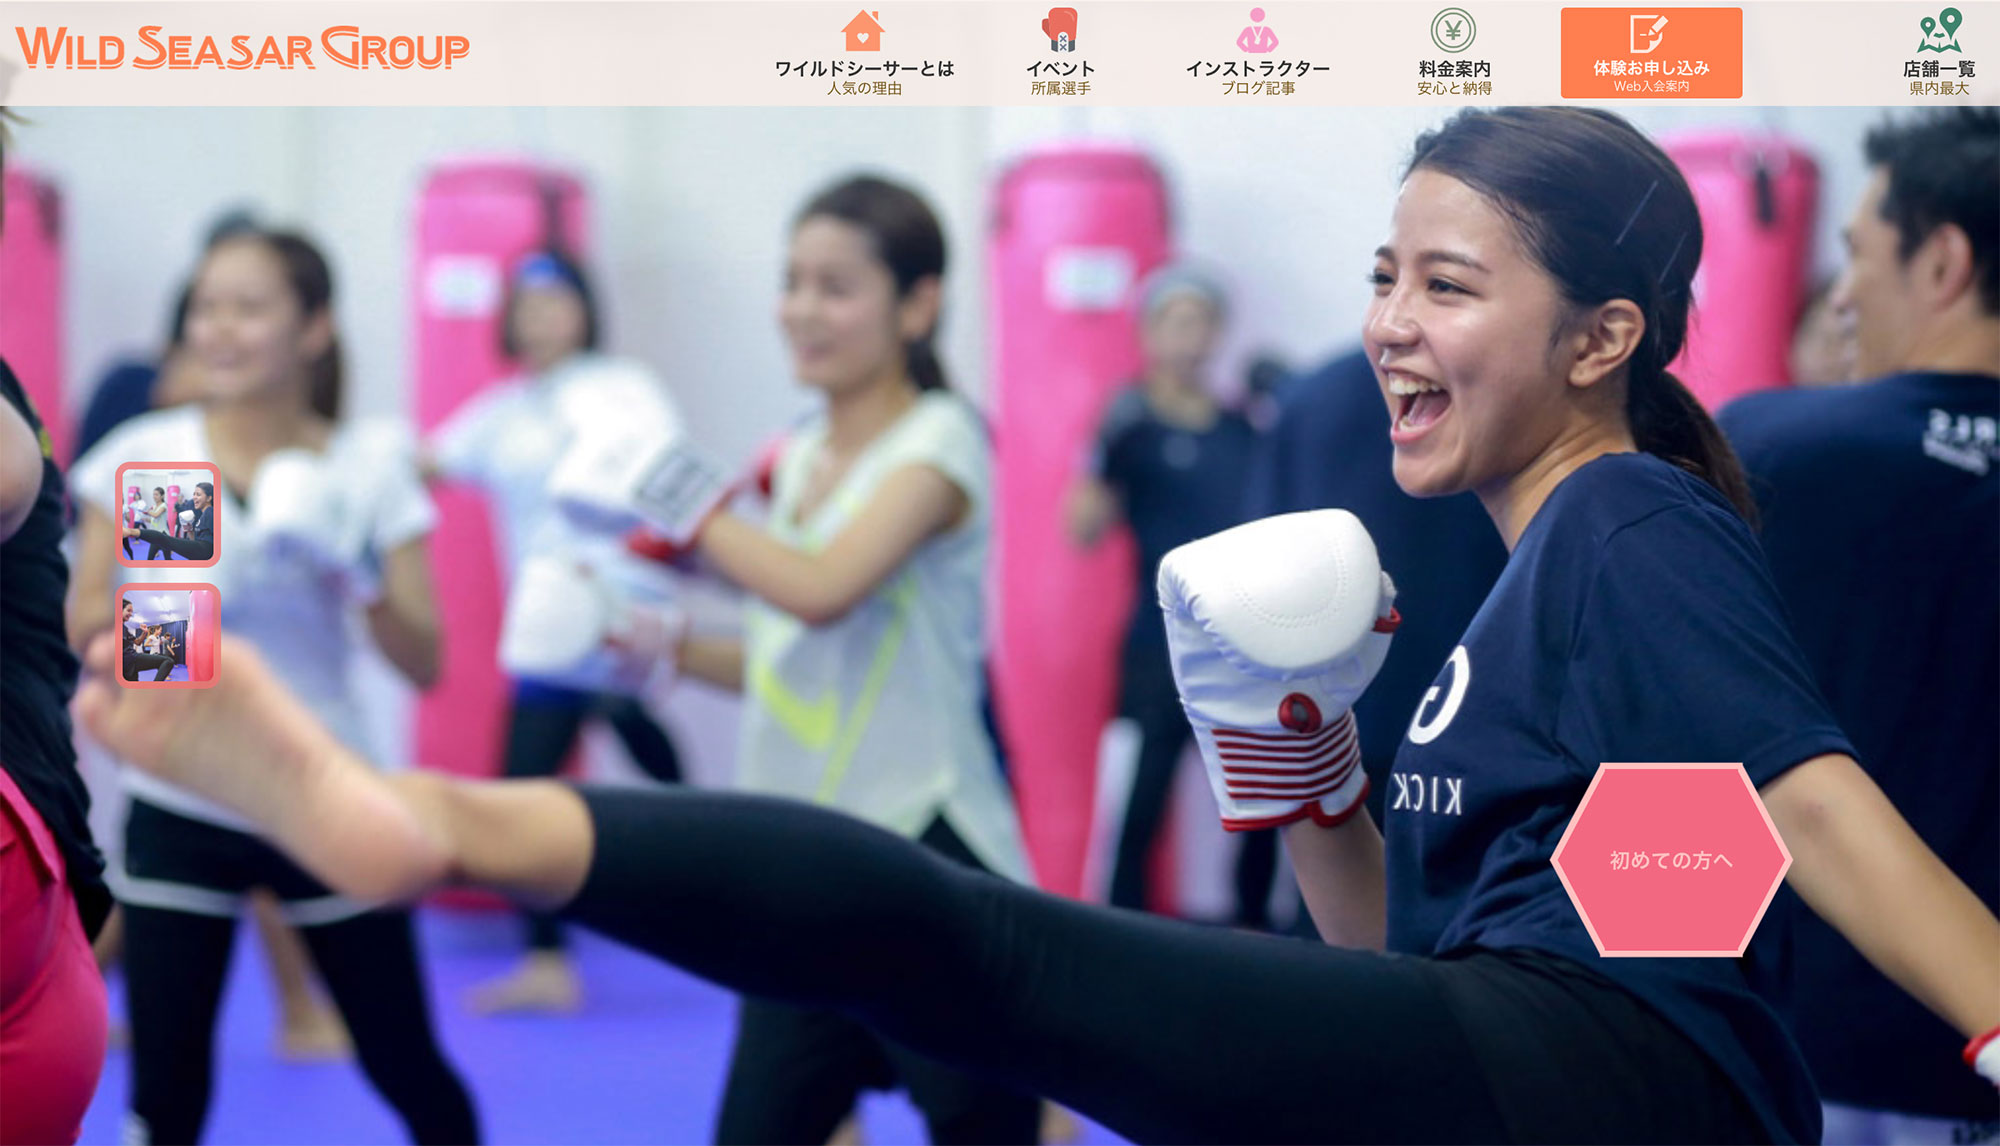 WILD SEASAR GROUP
ワイルドシーサーとは
人気の理由
イベント
所属選手
インストラクター
ブログ記事
料金案内
安心と納得
体験お申し込み
Web入会案内
店舗一覧
県内最大
KICK
初めての方へ